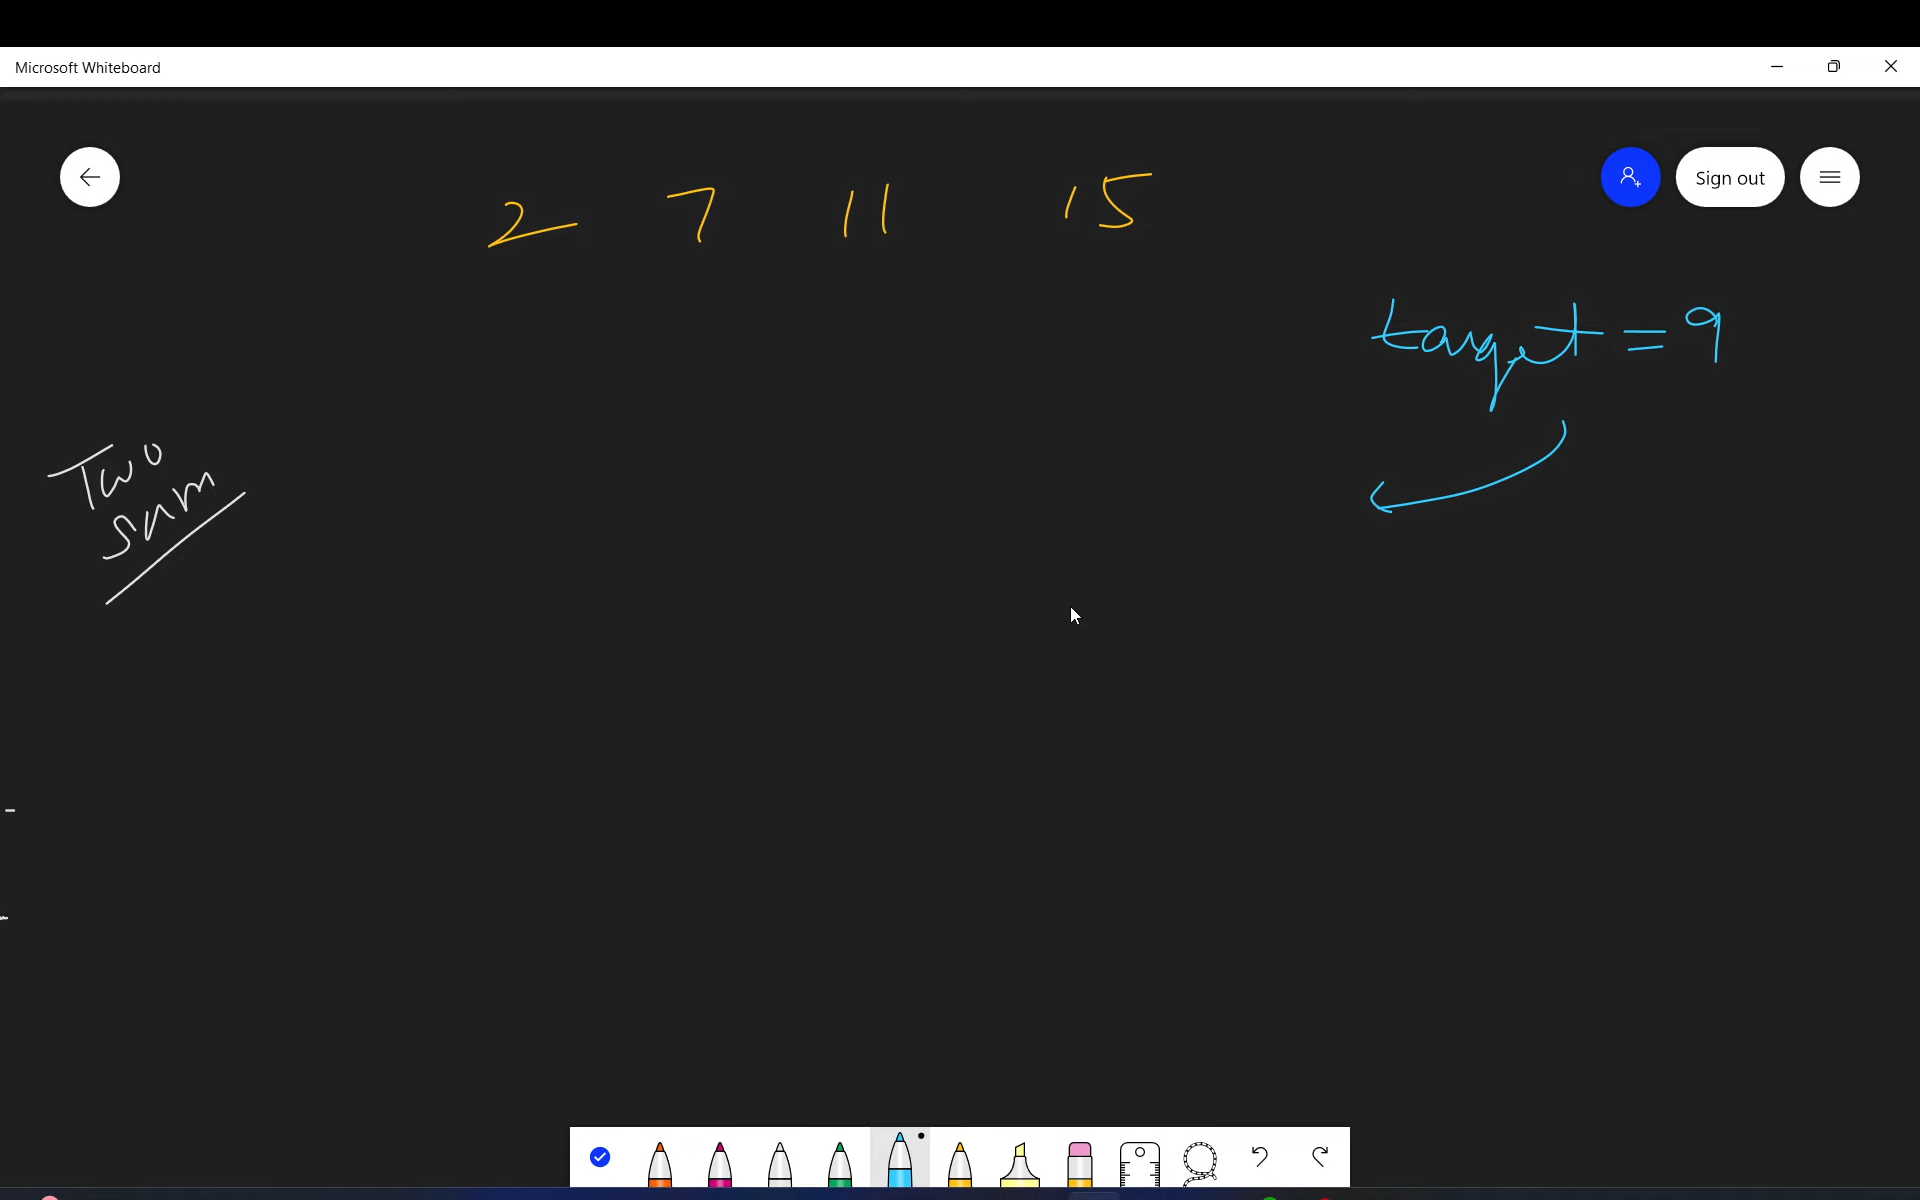 Microsoft Whiteboard
Sign out
2 7 11 15
target = 9
Two
Sum